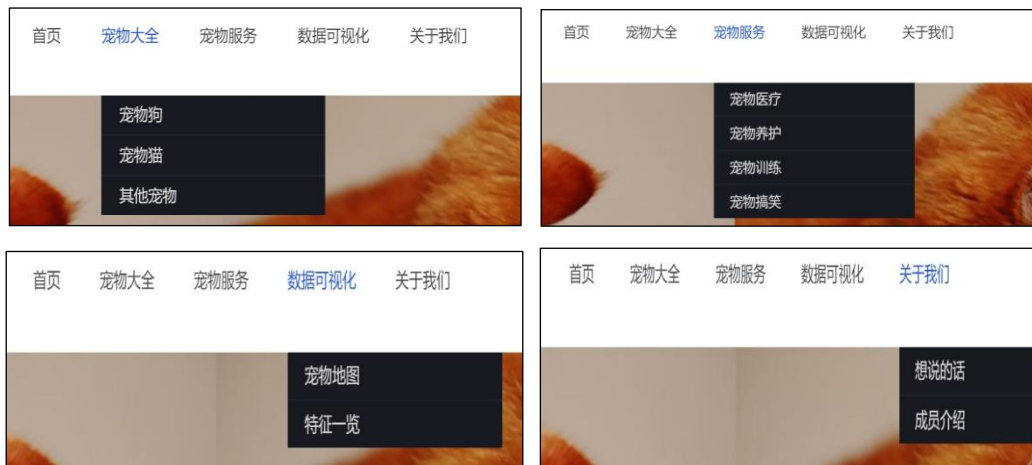 首页 宠物大全 宠物服务 数据可视化 关于我们
宠物狗
宠物猫
其他宠物
首页 宠物大全 宠物服务 数据可视化 关于我们
宠物医疗
宠物养护
宠物训练
宠物搞笑
首页 宠物大全 宠物服务 数据可视化 关于我们
宠物地图
特征一览
首页 宠物大全 宠物服务 数据可视化 关于我们
想说的话
成员介绍